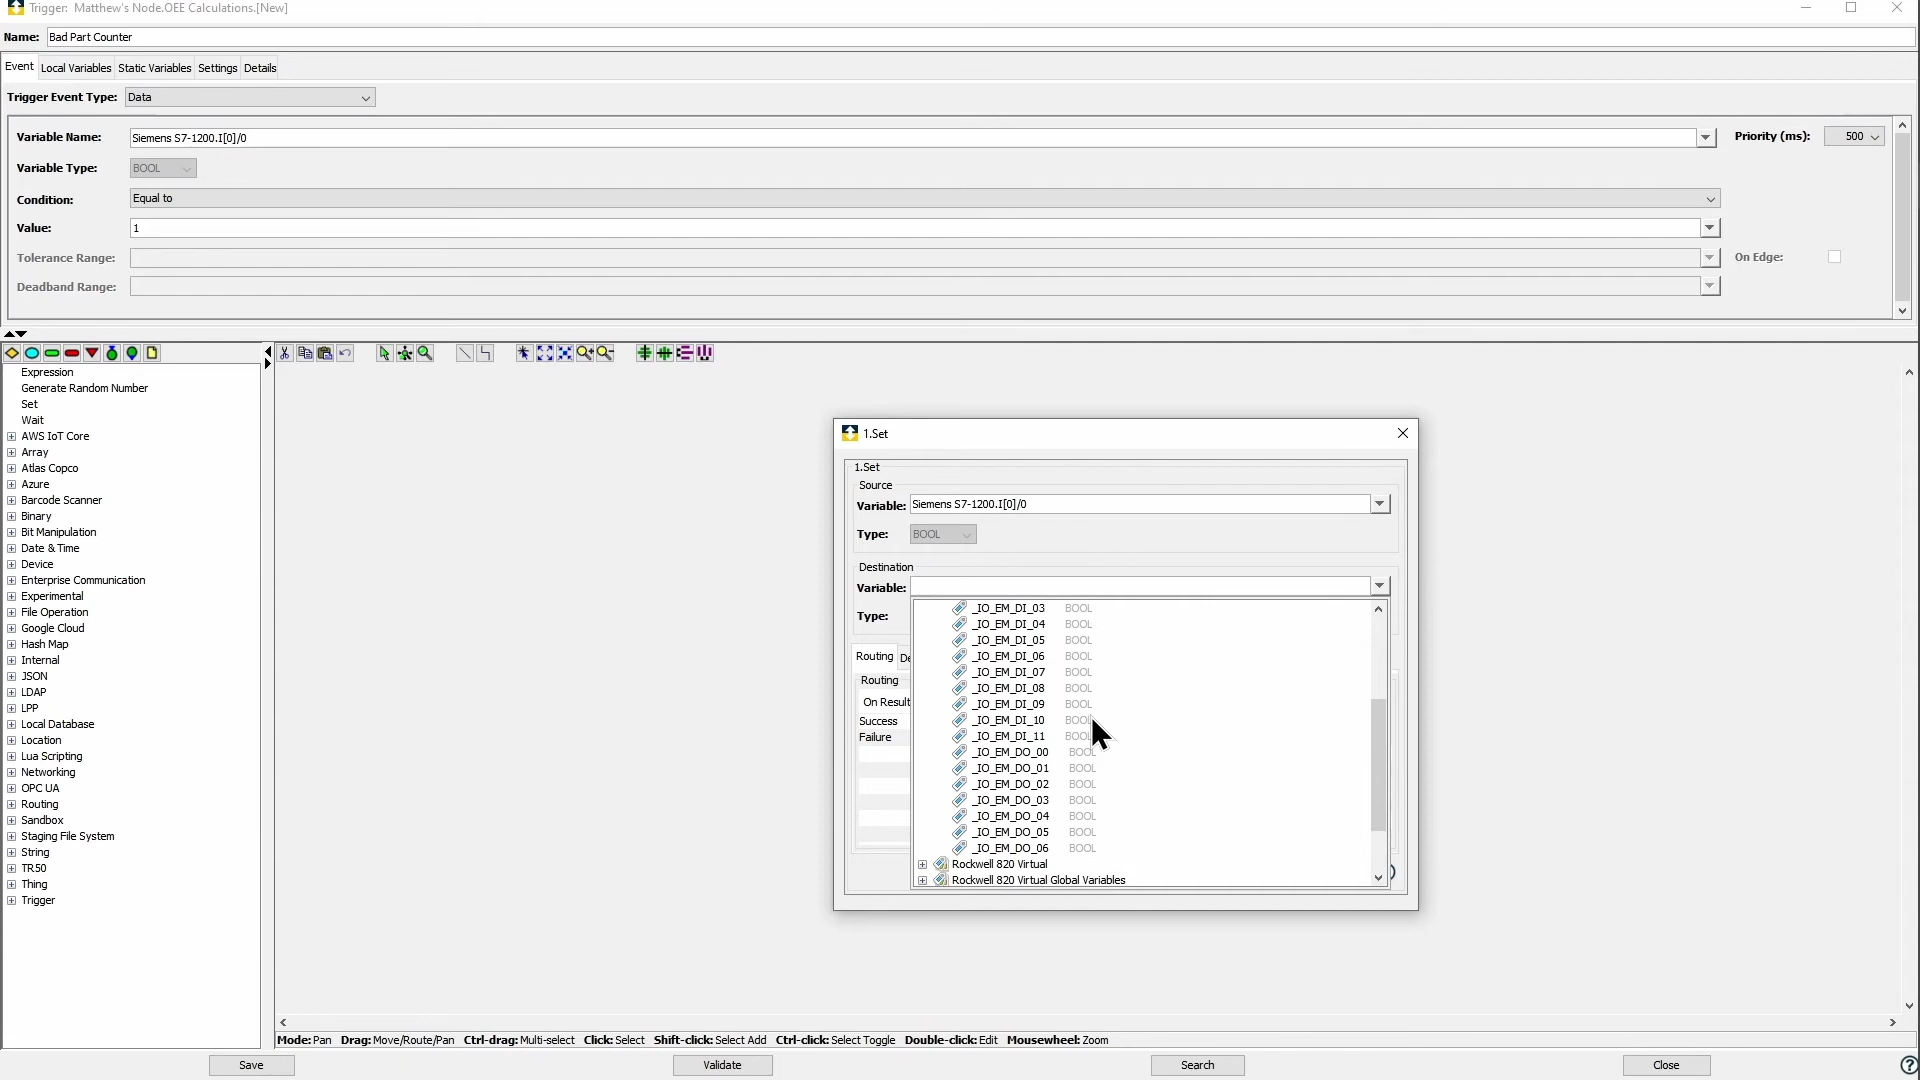 Trigger: Matthew's Node.OEE Calculations.[New]
Name: Bad Part Counter
Event Local Variables Static Variables Settings Details
Trigger Event Type: Data
Variable Name: Siemens S7-1200.I[0]/0 Priority (ms): 500
Variable Type: BOOL
Condition: Equal to
Value: 1
Tolerance Range: On Edge:
Deadband Range:
Expression
Generate Random Number
Set
Wait
AWS IoT Core
Array
Atlas Copco
Azure
Barcode Scanner
Binary
Bit Manipulation
Date & Time
Device
Enterprise Communication
Experimental
File Operation
Google Cloud
Hash Map
Internal
JSON
LDAP
LPP
Local Database
Location
Lua Scripting
Networking
OPC UA
Routing
Sandbox
Staging File System
String
TR50
Thing
Trigger
1.Set
1.Set
Source
Variable: Siemens S7-1200.I[0]/0
Type: BOOL
Destination
Variable:
Type:
Routing De
Routing
On Result
Success
Failure
_IO_EM_DI_03 BOOL
_IO_EM_DI_04 BOOL
_IO_EM_DI_05 BOOL
_IO_EM_DI_06 BOOL
_IO_EM_DI_07 BOOL
_IO_EM_DI_08 BOOL
_IO_EM_DI_09 BOOL
_IO_EM_DI_10 BOOL
_IO_EM_DI_11 BOOL
_IO_EM_DO_00 BOOL
_IO_EM_DO_01 BOOL
_IO_EM_DO_02 BOOL
_IO_EM_DO_03 BOOL
_IO_EM_DO_04 BOOL
_IO_EM_DO_05 BOOL
_IO_EM_DO_06 BOOL
Rockwell 820 Virtual
Rockwell 820 Virtual Global Variables
Mode: Pan Drag: Move/Route/Pan Ctrl-drag: Multi-select Click: Select Shift-click: Select Add Ctrl-click: Select Toggle Double-click: Edit Mousewheel: Zoom
Save Validate Search Close ?